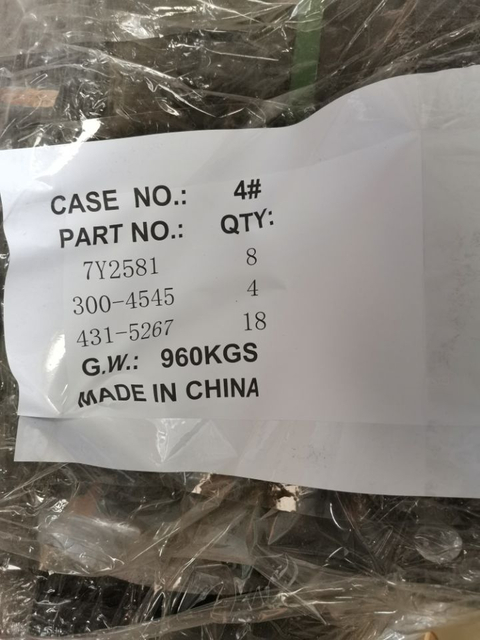 CASE NO.: 4#
PART NO.: QTY:
7Y2581 8
300-4545 4
431-5267 18
G.W.: 960KGS
MADE IN CHINA